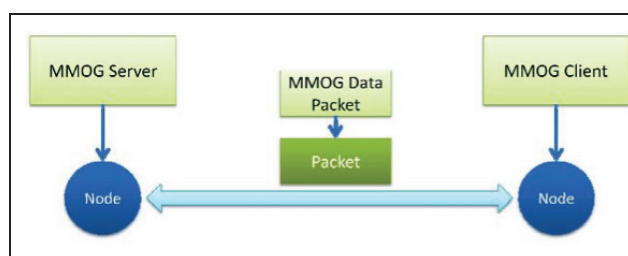 MMOG Server
MMOG Data
Packet
MMOG Client
Packet
Node
Node